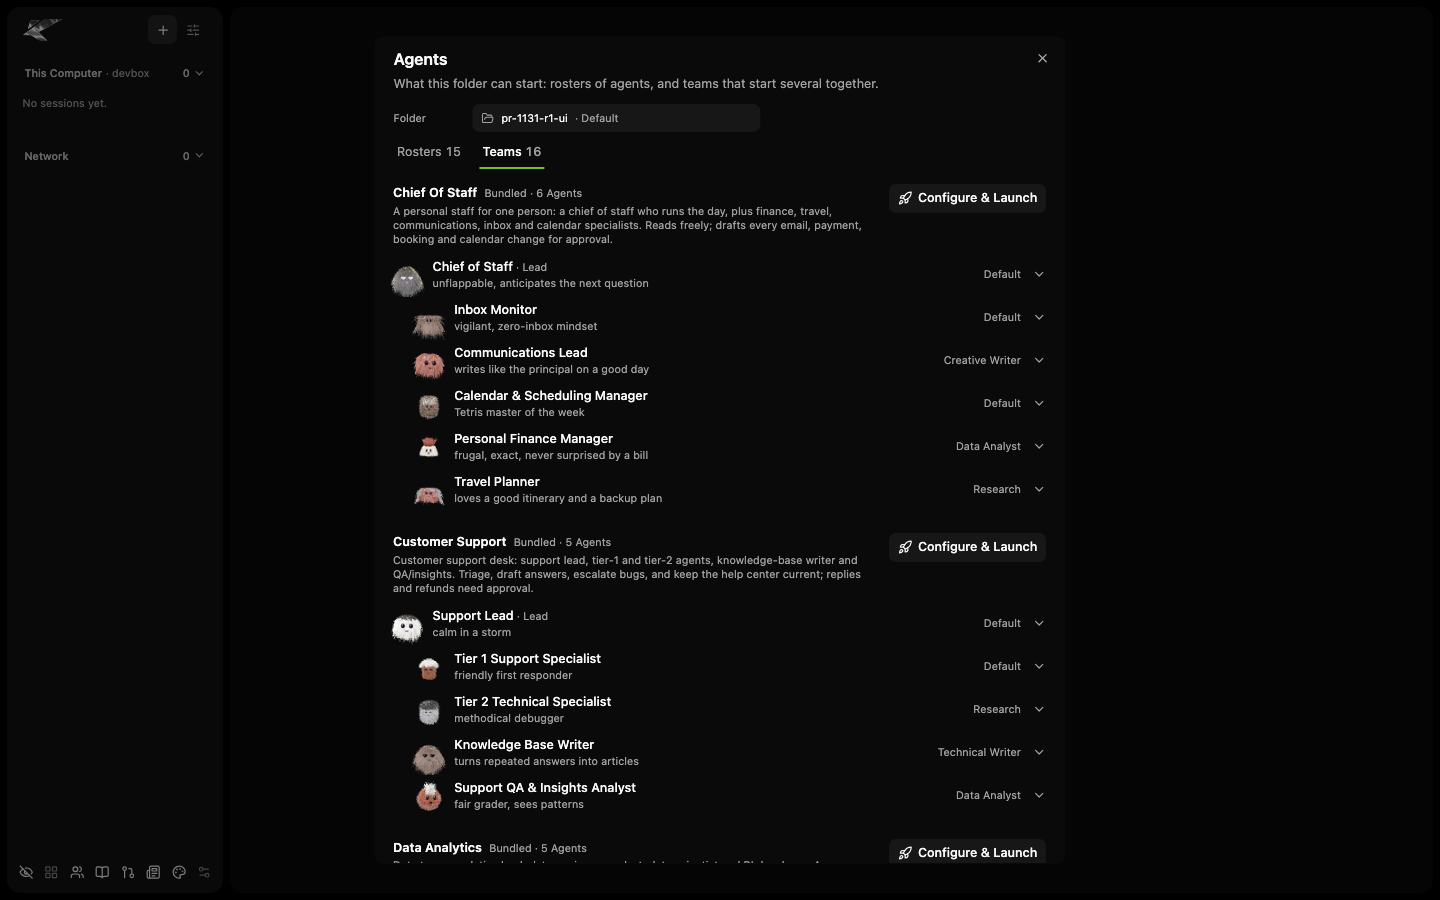 This Computer · devbox 0
No sessions yet.
Network 0
Agents
What this folder can start: rosters of agents, and teams that start several together.
Folder pr-1131-r1-ui · Default
Rosters 15 Teams 16
Chief Of Staff Bundled · 6 Agents Configure & Launch
A personal staff for one person: a chief of staff who runs the day, plus finance, travel,
communications, inbox and calendar specialists. Reads freely; drafts every email, payment,
booking and calendar change for approval.
Chief of Staff · Lead Default
unflappable, anticipates the next question
Inbox Monitor Default
vigilant, zero-inbox mindset
Communications Lead Creative Writer
writes like the principal on a good day
Calendar & Scheduling Manager Default
Tetris master of the week
Personal Finance Manager Data Analyst
frugal, exact, never surprised by a bill
Travel Planner Research
loves a good itinerary and a backup plan
Customer Support Bundled · 5 Agents Configure & Launch
Customer support desk: support lead, tier-1 and tier-2 agents, knowledge-base writer and
QA/insights. Triage, draft answers, escalate bugs, and keep the help center current; replies
and refunds need approval.
Support Lead · Lead Default
calm in a storm
Tier 1 Support Specialist Default
friendly first responder
Tier 2 Technical Specialist Research
methodical debugger
Knowledge Base Writer Technical Writer
turns repeated answers into articles
Support QA & Insights Analyst Data Analyst
fair grader, sees patterns
Data Analytics Bundled · 5 Agents Configure & Launch